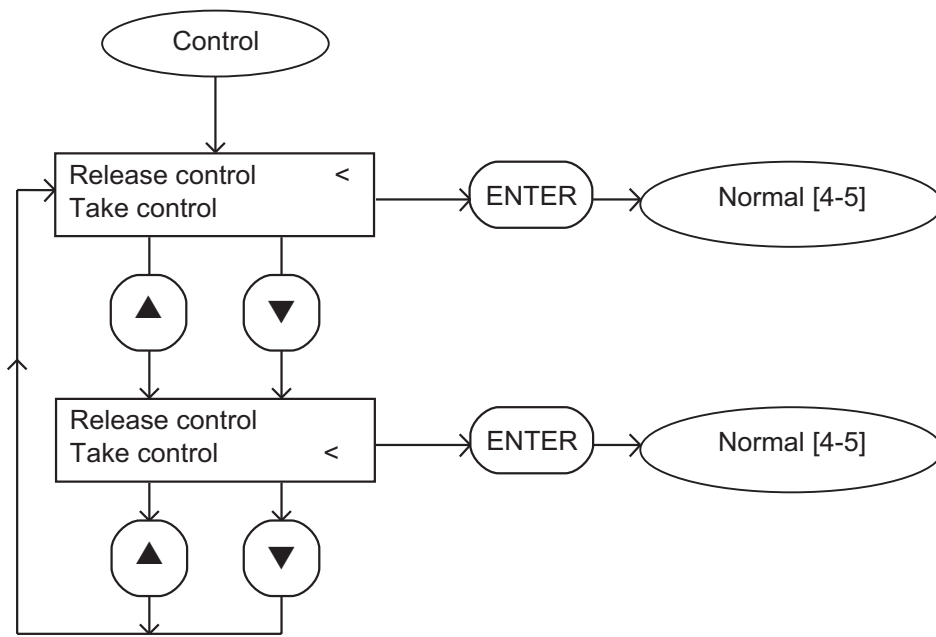 Control
Release control <
Take control
ENTER
Normal [4-5]
▲
▼
Release control
Take control <
ENTER
Normal [4-5]
▲
▼